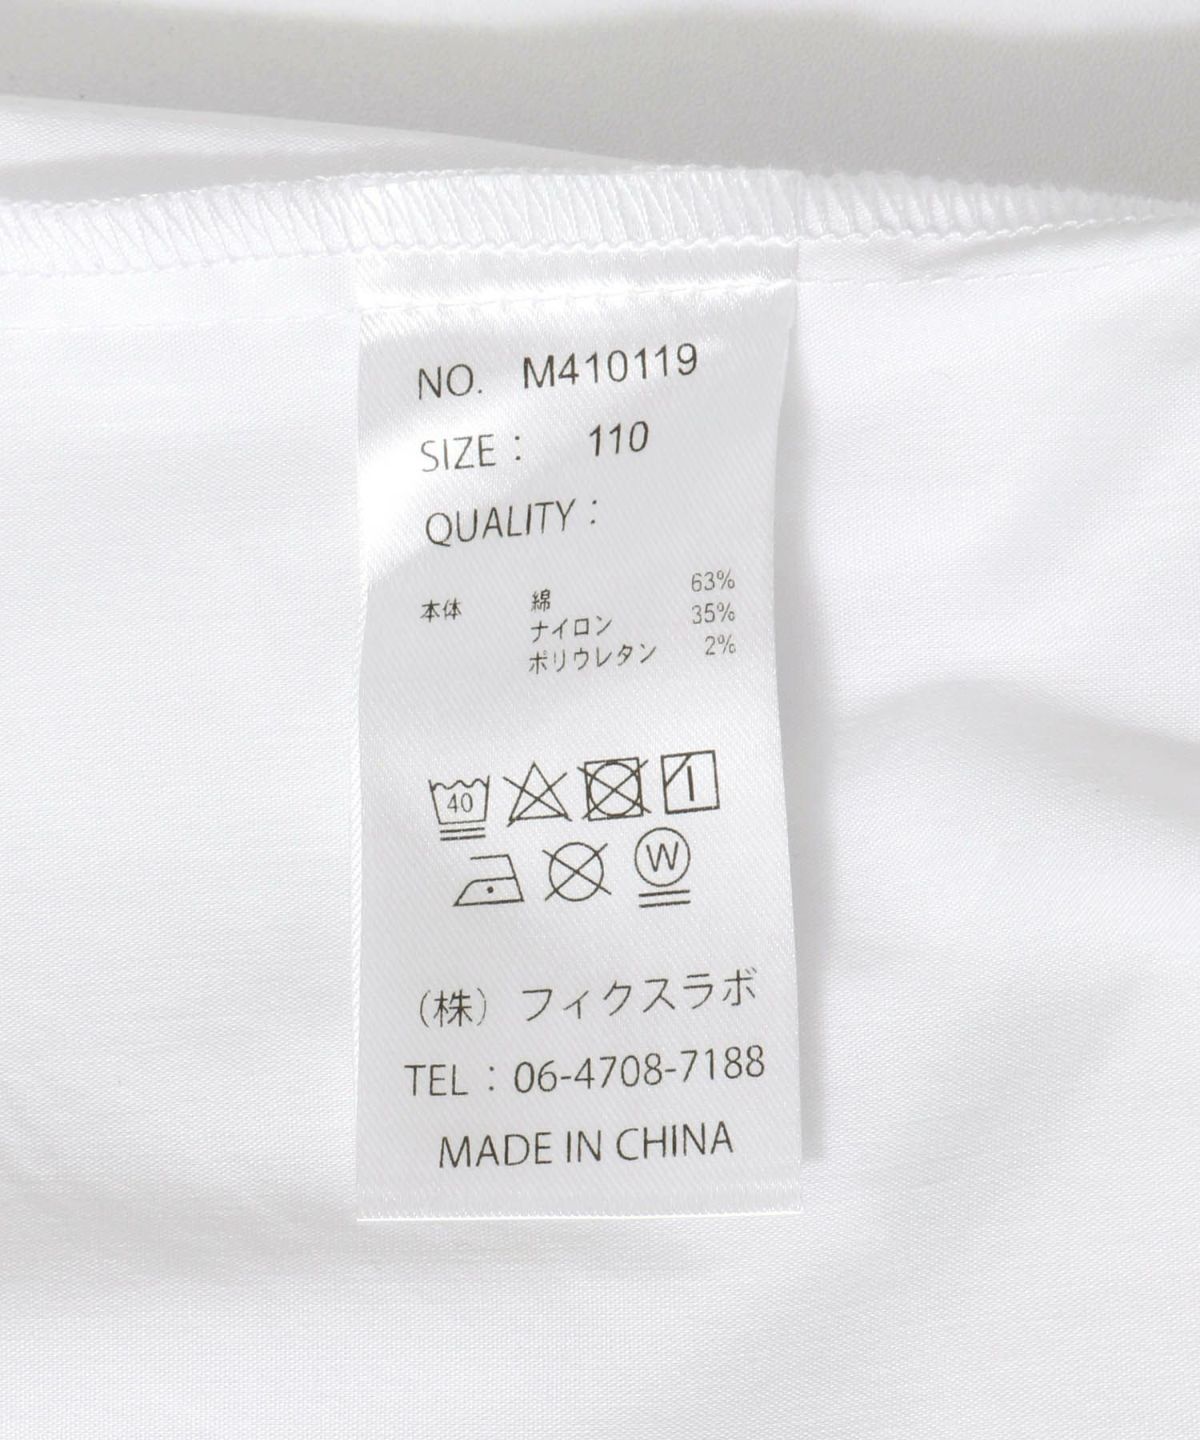 NO. M410119
SIZE : 110
QUALITY :
本体 綿 63%
ナイロン 35%
ポリウレタン 2%
40
W
(株) フィクスラボ
TEL : 06-4708-7188
MADE IN CHINA